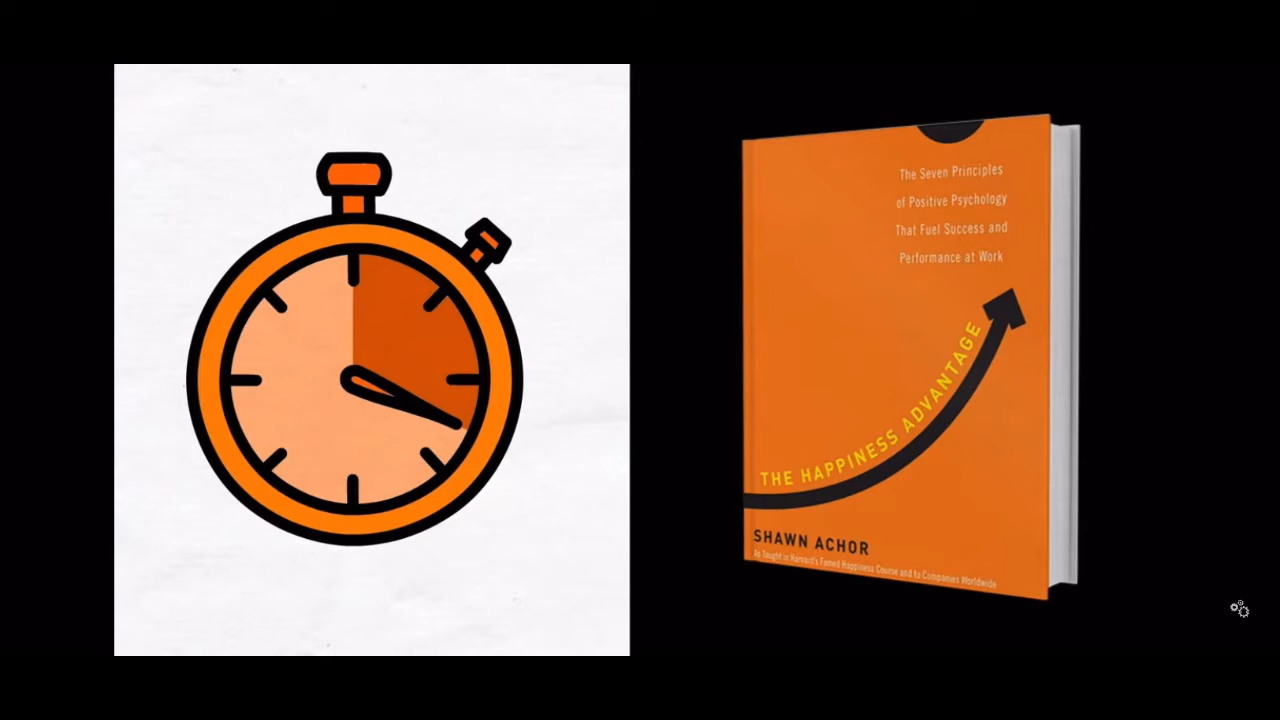 The Seven Principles
of Positive Psychology
That Fuel Success and
Performance at Work
THE HAPPINESS ADVANTAGE
SHAWN ACHOR
As Taught in Harvard's Famed Happiness Course and to Companies Worldwide